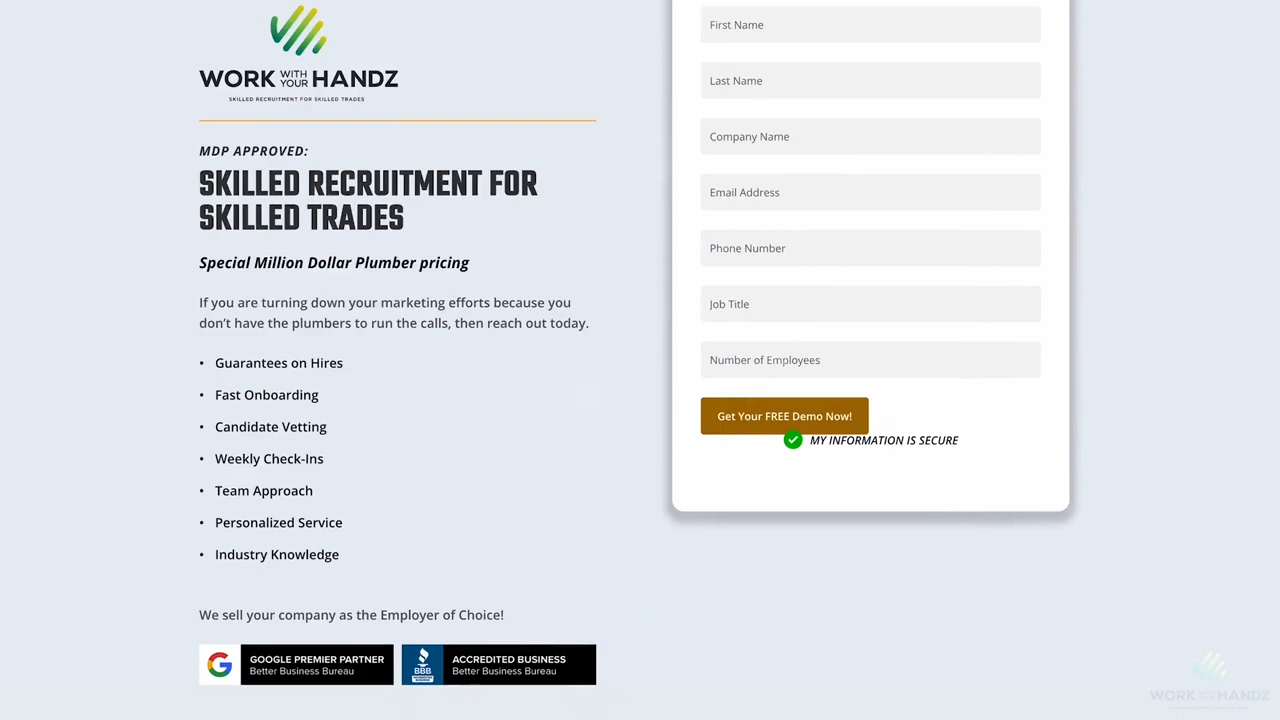 WORK WITH YOUR HANDZ
SKILLED RECRUITMENT FOR SKILLED TRADES
MDP APPROVED:
SKILLED RECRUITMENT FOR
SKILLED TRADES
Special Million Dollar Plumber pricing
If you are turning down your marketing efforts because you
don’t have the plumbers to run the calls, then reach out today.
• Guarantees on Hires
• Fast Onboarding
• Candidate Vetting
• Weekly Check-Ins
• Team Approach
• Personalized Service
• Industry Knowledge
We sell your company as the Employer of Choice!
GOOGLE PREMIER PARTNER
Better Business Bureau
BBB
ACCREDITED BUSINESS
Better Business Bureau
First Name
Last Name
Company Name
Email Address
Phone Number
Job Title
Number of Employees
Get Your FREE Demo Now!
MY INFORMATION IS SECURE
WORK WITH YOUR HANDZ